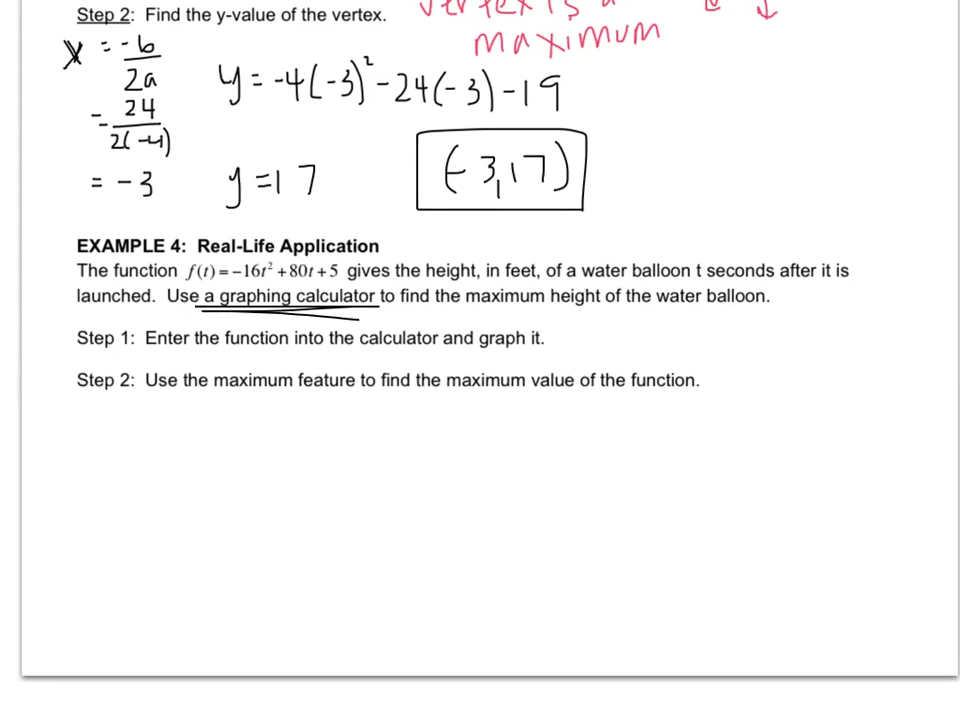 Step 2: Find the y-value of the vertex.
vertex is a
maximum
x = -b/2a
y = -4(-3)² - 24(-3) - 19
= 24/2(-4)
= -3
y = 17
(-3, 17)
EXAMPLE 4: Real-Life Application
The function f(t) = −16t² + 80t + 5 gives the height, in feet, of a water balloon t seconds after it is
launched. Use a graphing calculator to find the maximum height of the water balloon.
Step 1: Enter the function into the calculator and graph it.
Step 2: Use the maximum feature to find the maximum value of the function.